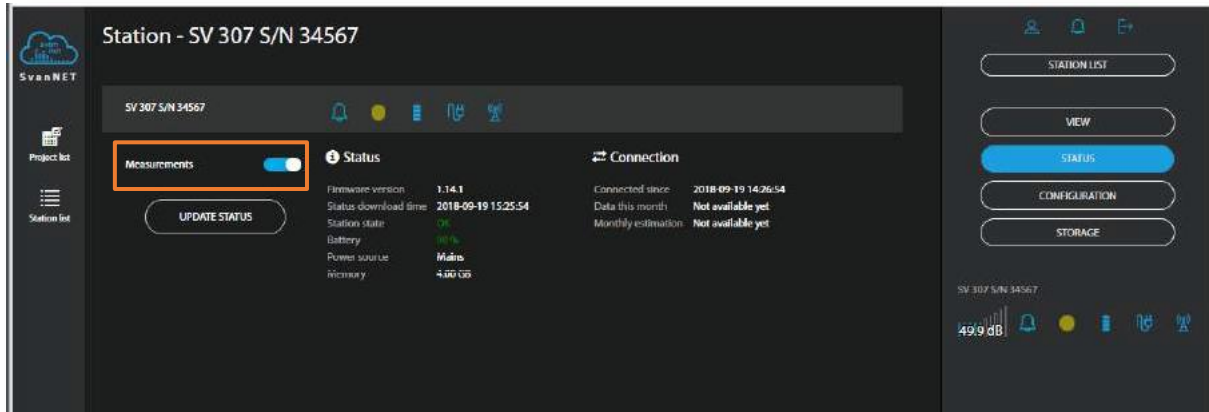 SvanNET
Project list
Station list
Station - SV 307 S/N 34567
SV 307 S/N 34567
Measurements
UPDATE STATUS
Status
Firmware version 1.14.1
Status download time 2018-09-19 15:25:54
Station state OK
Battery
Power source Mains
Memory 4.00 GB
Connection
Connected since 2018-09-19 14:26:54
Data this month Not available yet
Monthly estimation Not available yet
STATION LIST
VIEW
STATUS
CONFIGURATION
STORAGE
SV 307 S/N 34567
49.9 dB